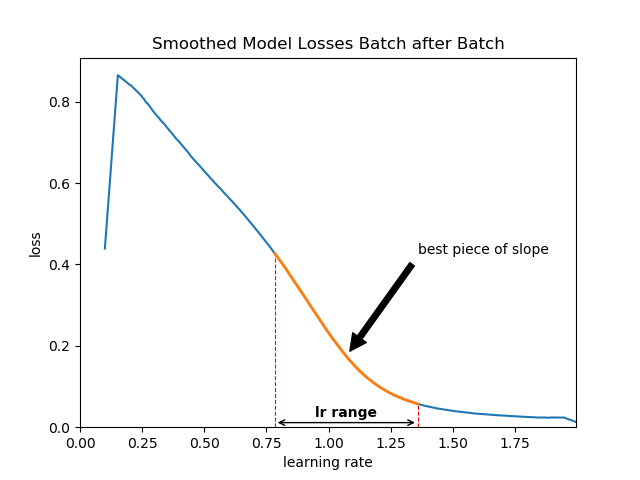 Smoothed Model Losses Batch after Batch
loss
0.8
0.6
0.4
0.2
0.0
best piece of slope
lr range
0.00 0.25 0.50 0.75 1.00 1.25 1.50 1.75
learning rate